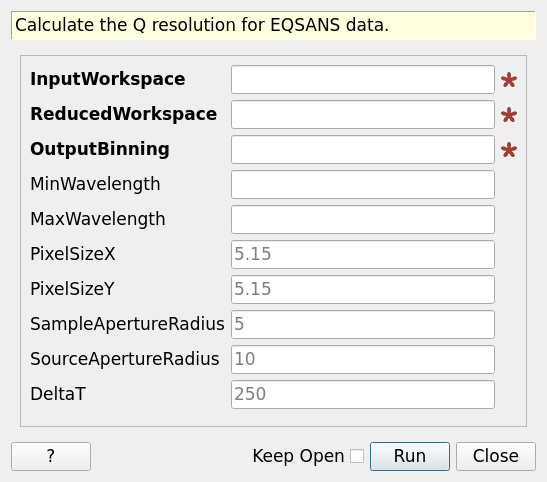 Calculate the Q resolution for EQSANS data.
InputWorkspace *
ReducedWorkspace *
OutputBinning *
MinWavelength
MaxWavelength
PixelSizeX 5.15
PixelSizeY 5.15
SampleApertureRadius 5
SourceApertureRadius 10
DeltaT 250
? Keep Open Run Close